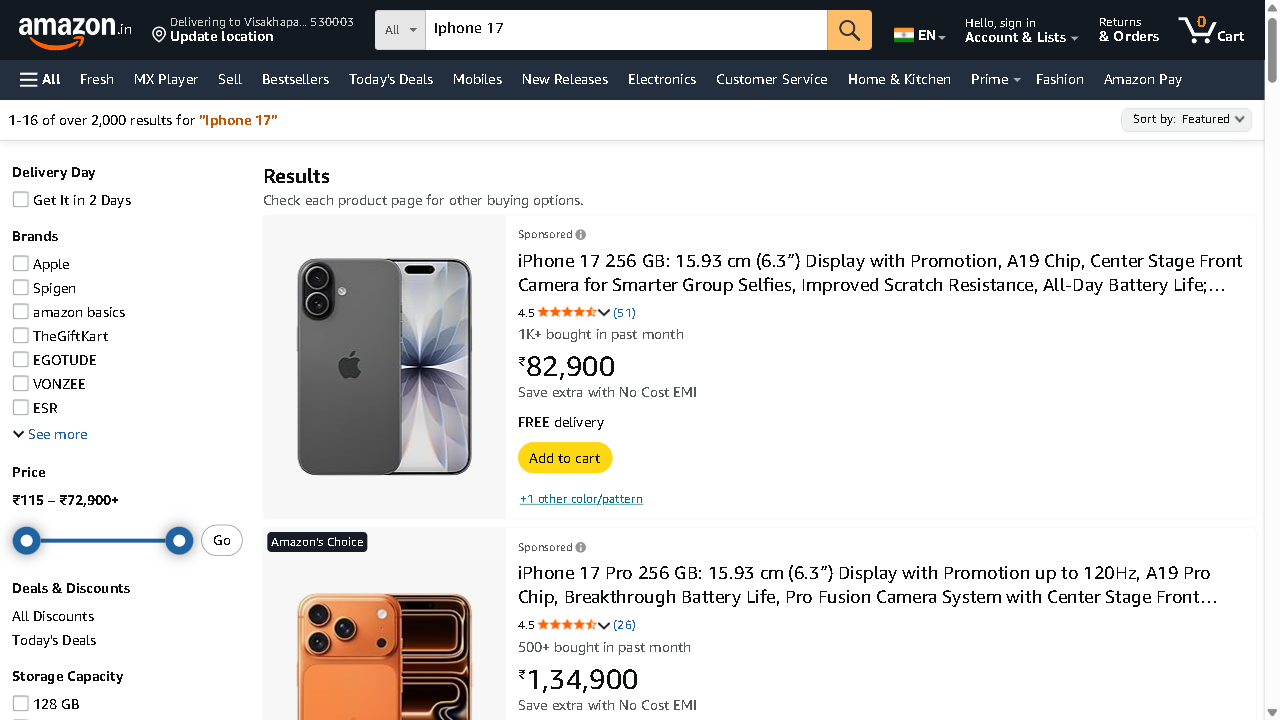 amazon.in
Delivering to Visakhapa... 530003
Update location
All
Iphone 17
EN
Hello, sign in
Account & Lists
Returns
& Orders
0
Cart
All
Fresh
MX Player
Sell
Bestsellers
Today's Deals
Mobiles
New Releases
Electronics
Customer Service
Home & Kitchen
Prime
Fashion
Amazon Pay
1-16 of over 2,000 results for "Iphone 17"
Sort by: Featured
Delivery Day
Get It in 2 Days
Brands
Apple
Spigen
amazon basics
TheGiftKart
EGOTUDE
VONZEE
ESR
See more
Price
₹115 – ₹72,900+
Go
Deals & Discounts
All Discounts
Today's Deals
Storage Capacity
128 GB
Results
Check each product page for other buying options.
Sponsored
iPhone 17 256 GB: 15.93 cm (6.3″) Display with Promotion, A19 Chip, Center Stage Front
Camera for Smarter Group Selfies, Improved Scratch Resistance, All-Day Battery Life;...
4.5 (51)
1K+ bought in past month
₹82,900
Save extra with No Cost EMI
FREE delivery
Add to cart
+1 other color/pattern
Amazon's Choice
Sponsored
iPhone 17 Pro 256 GB: 15.93 cm (6.3″) Display with Promotion up to 120Hz, A19 Pro
Chip, Breakthrough Battery Life, Pro Fusion Camera System with Center Stage Front...
4.5 (26)
500+ bought in past month
₹1,34,900
Save extra with No Cost EMI